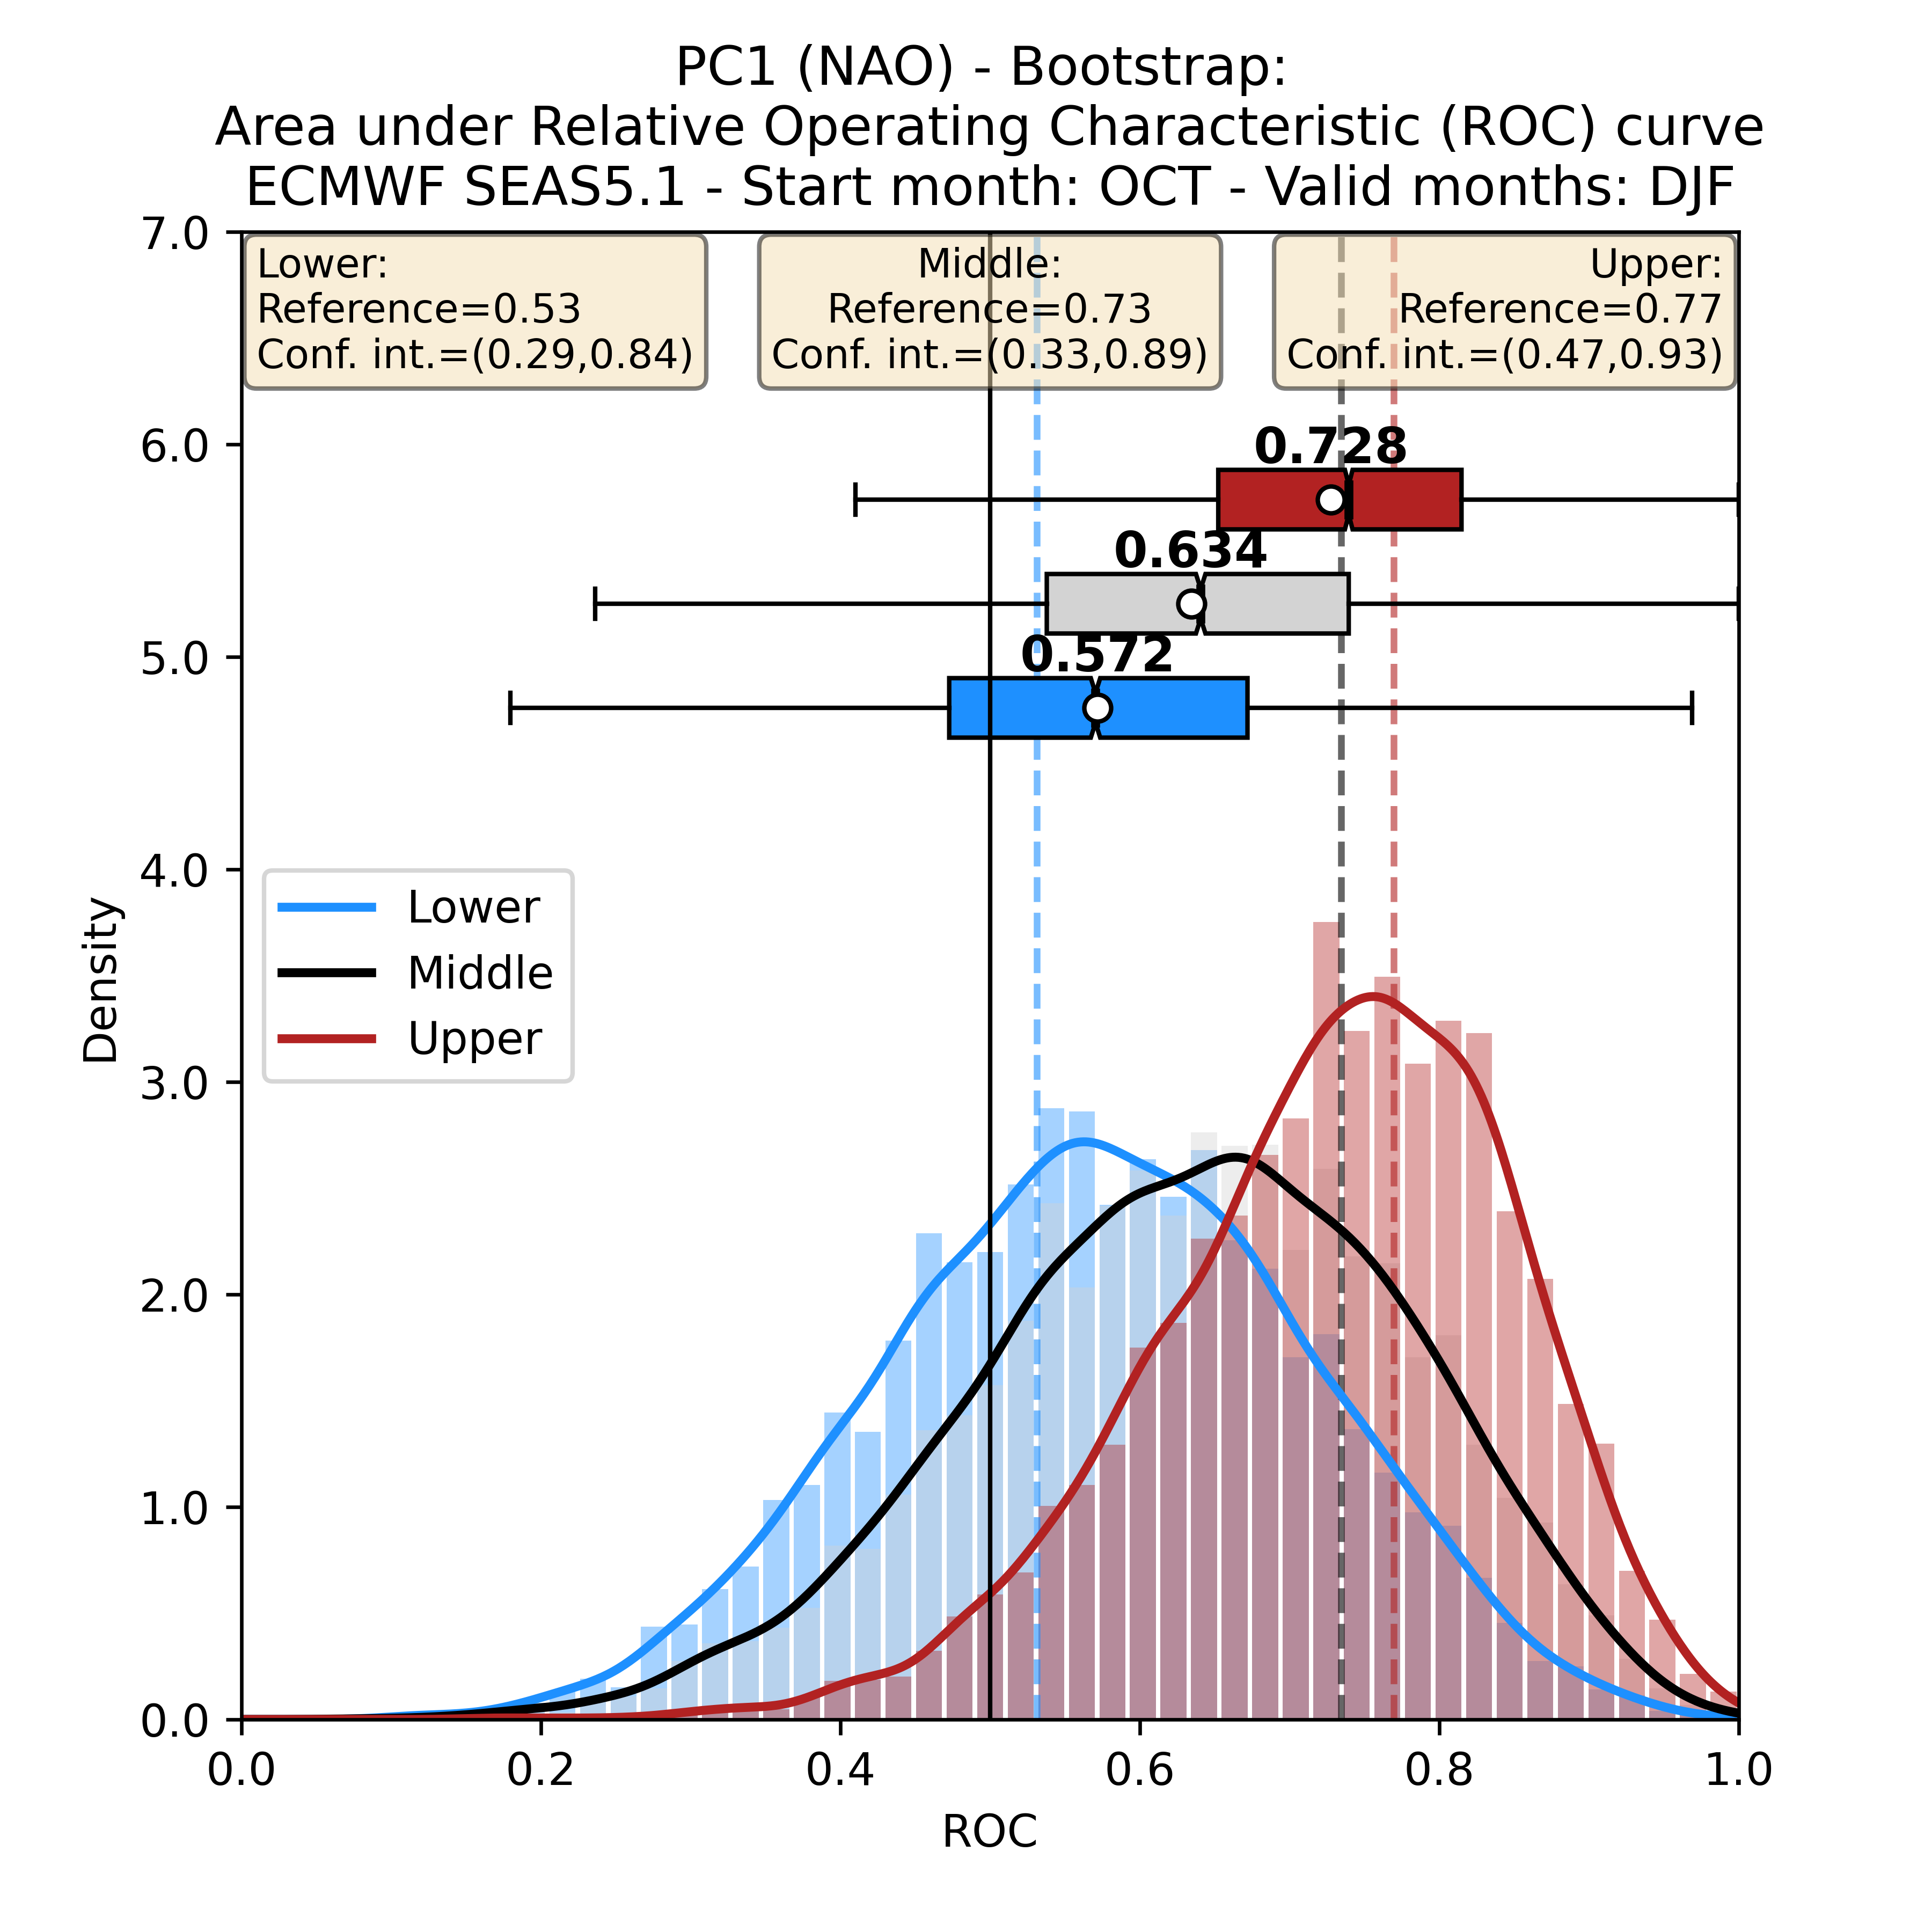 PC1 (NAO) - Bootstrap:
Area under Relative Operating Characteristic (ROC) curve
ECMWF SEAS5.1 - Start month: OCT - Valid months: DJF
7.0
Lower:
Reference=0.53
Conf. int.=(0.29,0.84)
Middle:
Reference=0.73
Conf. int.=(0.33,0.89)
Upper:
Reference=0.77
Conf. int.=(0.47,0.93)
6.0
0.728
0.634
5.0
0.572
4.0
Lower
Middle
Upper
Density
3.0
2.0
1.0
0.0
0.0 0.2 0.4 0.6 0.8 1.0
ROC